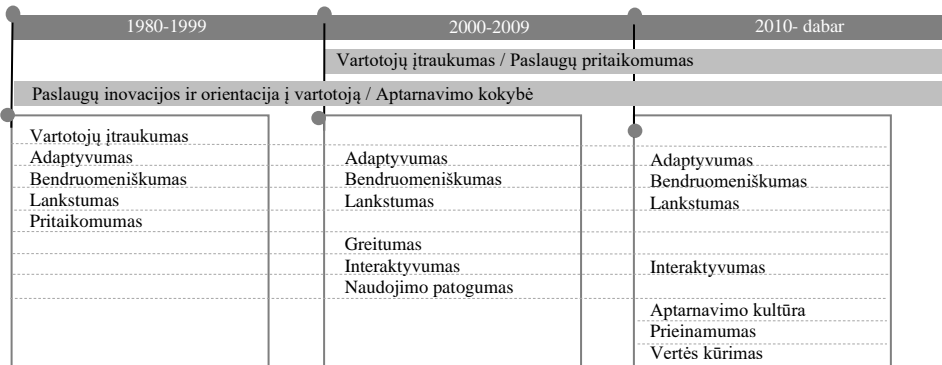 1980-1999
2000-2009
2010- dabar
Vartotojų įtraukumas / Paslaugų pritaikomumas
Paslaugų inovacijos ir orientacija į vartotoją / Aptarnavimo kokybė
Vartotojų įtraukumas
Adaptyvumas
Bendruomeniškumas
Lankstumas
Pritaikomumas
Adaptyvumas
Bendruomeniškumas
Lankstumas
Greitumas
Interaktyvumas
Naudojimo patogumas
Adaptyvumas
Bendruomeniškumas
Lankstumas
Interaktyvumas
Aptarnavimo kultūra
Prieinamumas
Vertės kūrimas